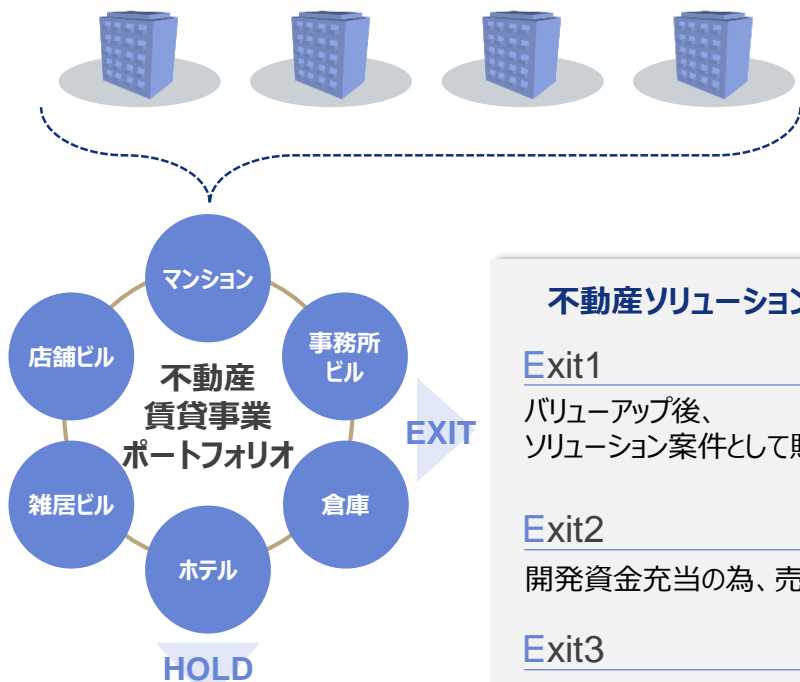 マンション
店舗ビル
事務所
ビル
不動産
賃貸事業
ポートフォリオ
EXIT
雑居ビル
倉庫
ホテル
HOLD
不動産ソリューション
Exit1
バリューアップ後、
ソリューション案件として
Exit2
開発資金充当の為、売
Exit3